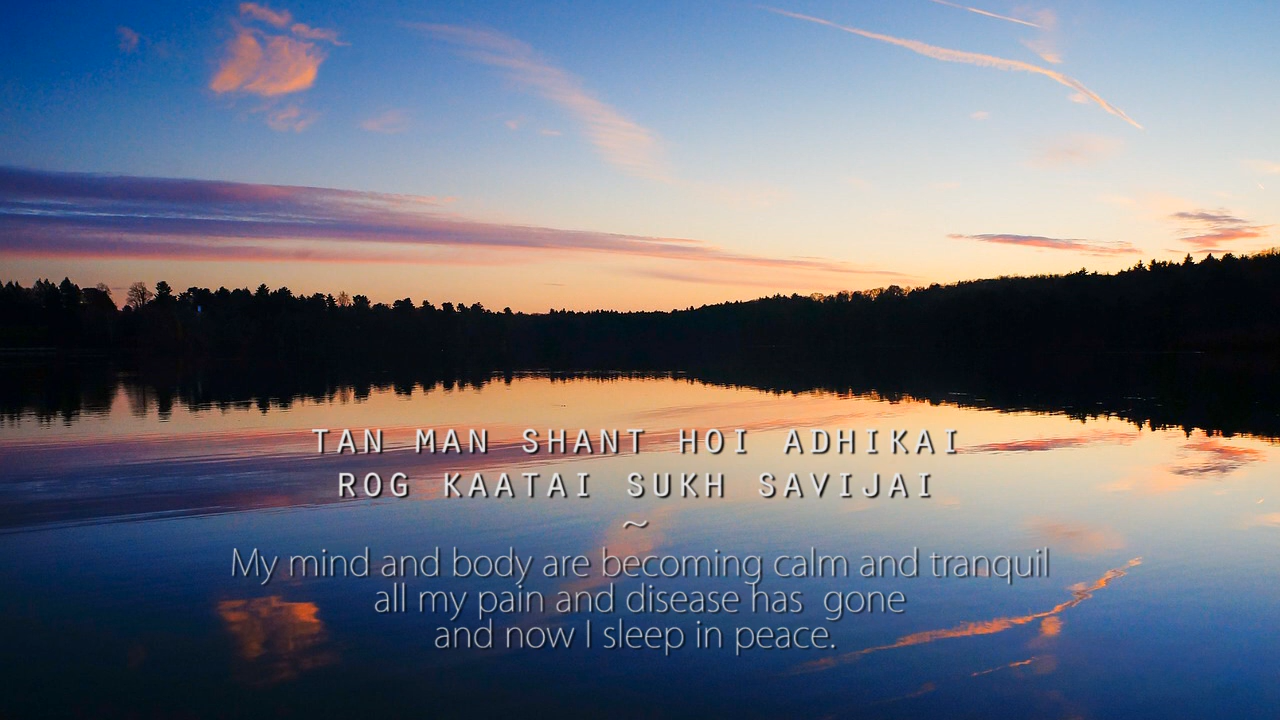 TAN MAN SHANT HOI ADHIKAI
ROG KAATAI SUKH SAVIJAI
~
My mind and body are becoming calm and tranquil
all my pain and disease has gone
and now I sleep in peace.